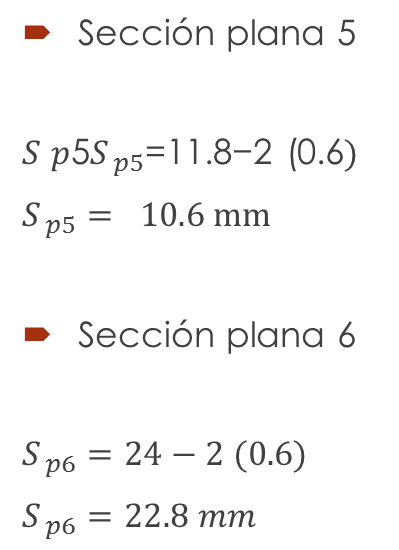 Sección plana 5
S p5S p5=11.8−2 (0.6)
S p5 = 10.6 mm
Sección plana 6
S p6 = 24 − 2 (0.6)
S p6 = 22.8 mm